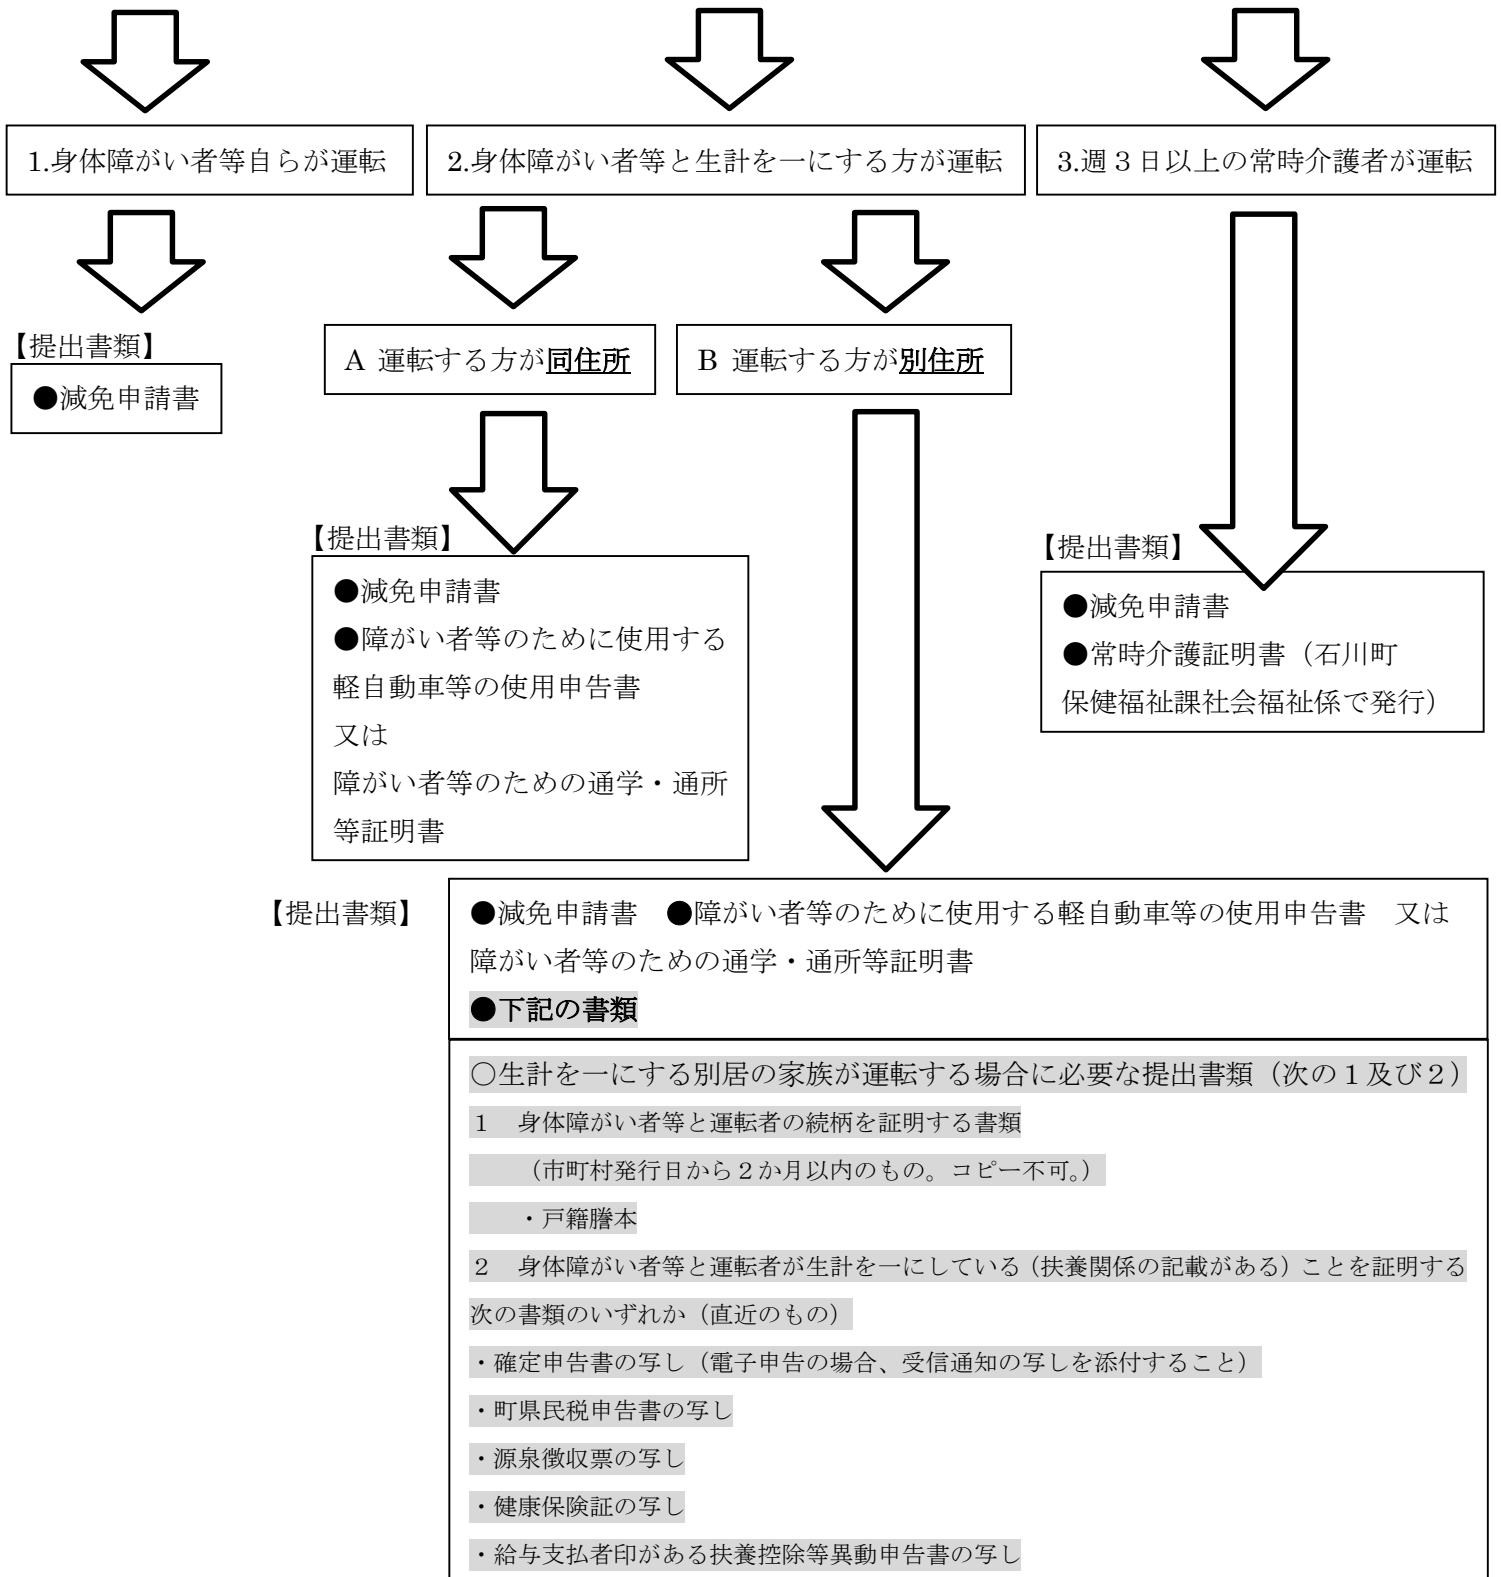 1.身体障がい者等自らが運転
2.身体障がい者等と生計を一にする方が運転
3.週３日以上の常時介護者が運転
【提出書類】
●減免申請書
A 運転する方が同住所
B 運転する方が別住所
【提出書類】
●減免申請書
●障がい者等のために使用する
軽自動車等の使用申告書
又は
障がい者等のための通学・通所
等証明書
【提出書類】
●減免申請書
●常時介護証明書（石川町
保健福祉課社会福祉係で発行）
【提出書類】
●減免申請書　●障がい者等のために使用する軽自動車等の使用申告書　又は
障がい者等のための通学・通所等証明書
●下記の書類
○生計を一にする別居の家族が運転する場合に必要な提出書類（次の１及び２）
１　身体障がい者等と運転者の続柄を証明する書類
（市町村発行日から２か月以内のもの。コピー不可。）
・戸籍謄本
２　身体障がい者等と運転者が生計を一にしている（扶養関係の記載がある）ことを証明する
次の書類のいずれか（直近のもの）
・確定申告書の写し（電子申告の場合、受信通知の写しを添付すること）
・町県民税申告書の写し
・源泉徴収票の写し
・健康保険証の写し
・給与支払者印がある扶養控除等異動申告書の写し